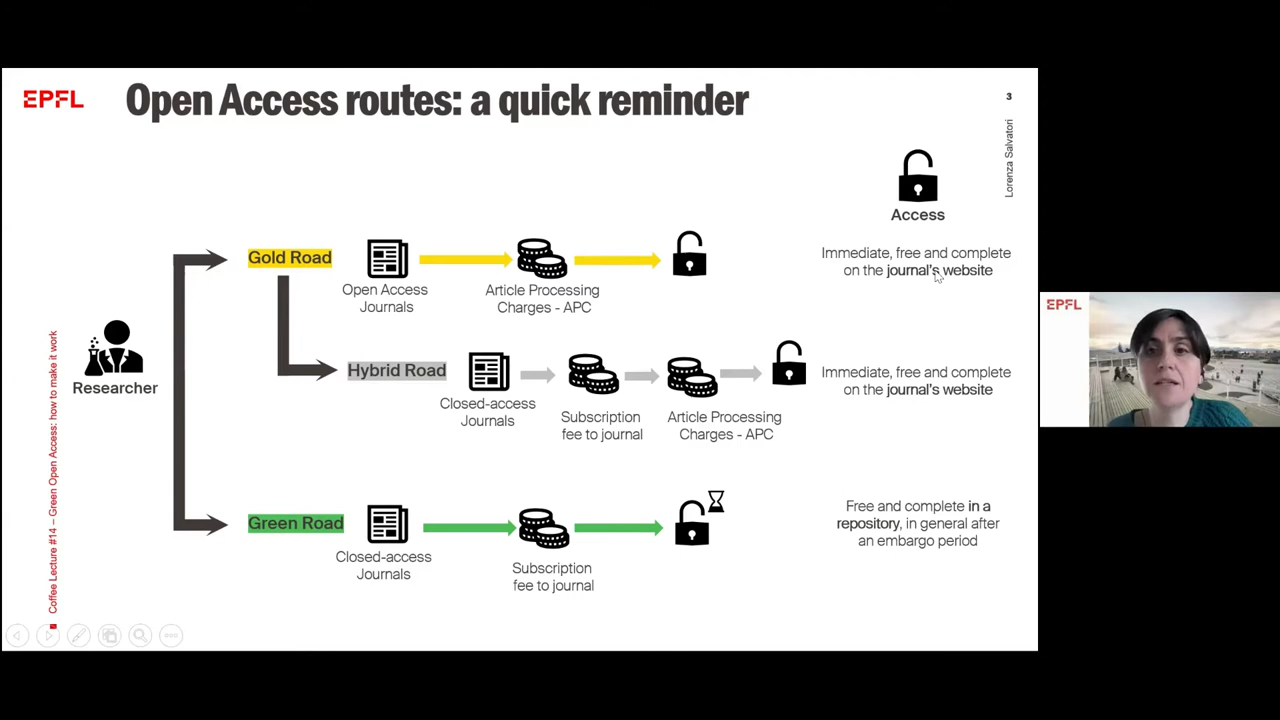 EPFL
Open Access routes: a quick reminder
3
Lorenza Salvatori
Access
Gold Road
Open Access
Journals
Article Processing
Charges - APC
Immediate, free and complete
on the journal's website
Researcher
Hybrid Road
Closed-access
Journals
Subscription
fee to journal
Article Processing
Charges - APC
Immediate, free and complete
on the journal's website
Green Road
Closed-access
Journals
Subscription
fee to journal
Free and complete in a
repository, in general after
an embargo period
Coffee Lecture #14 – Green Open Access: how to make it work
EPFL